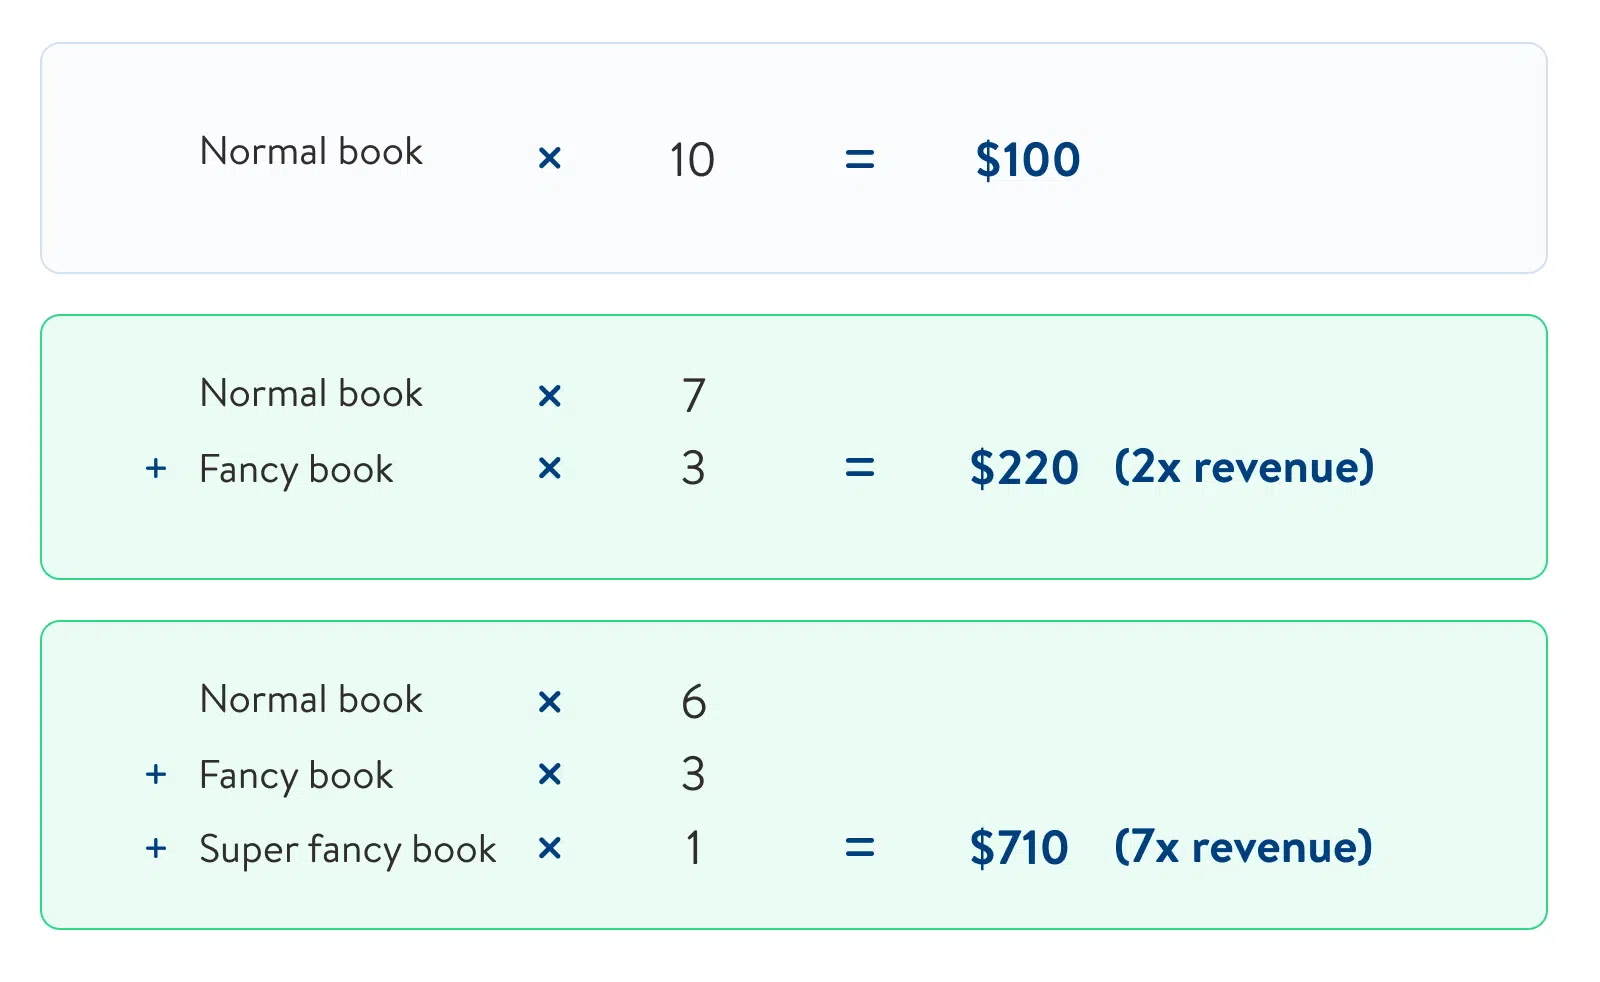 Normal book × 10 = $100
Normal book × 7
+ Fancy book × 3 = $220 (2x revenue)
Normal book × 6
+ Fancy book × 3
+ Super fancy book × 1 = $710 (7x revenue)